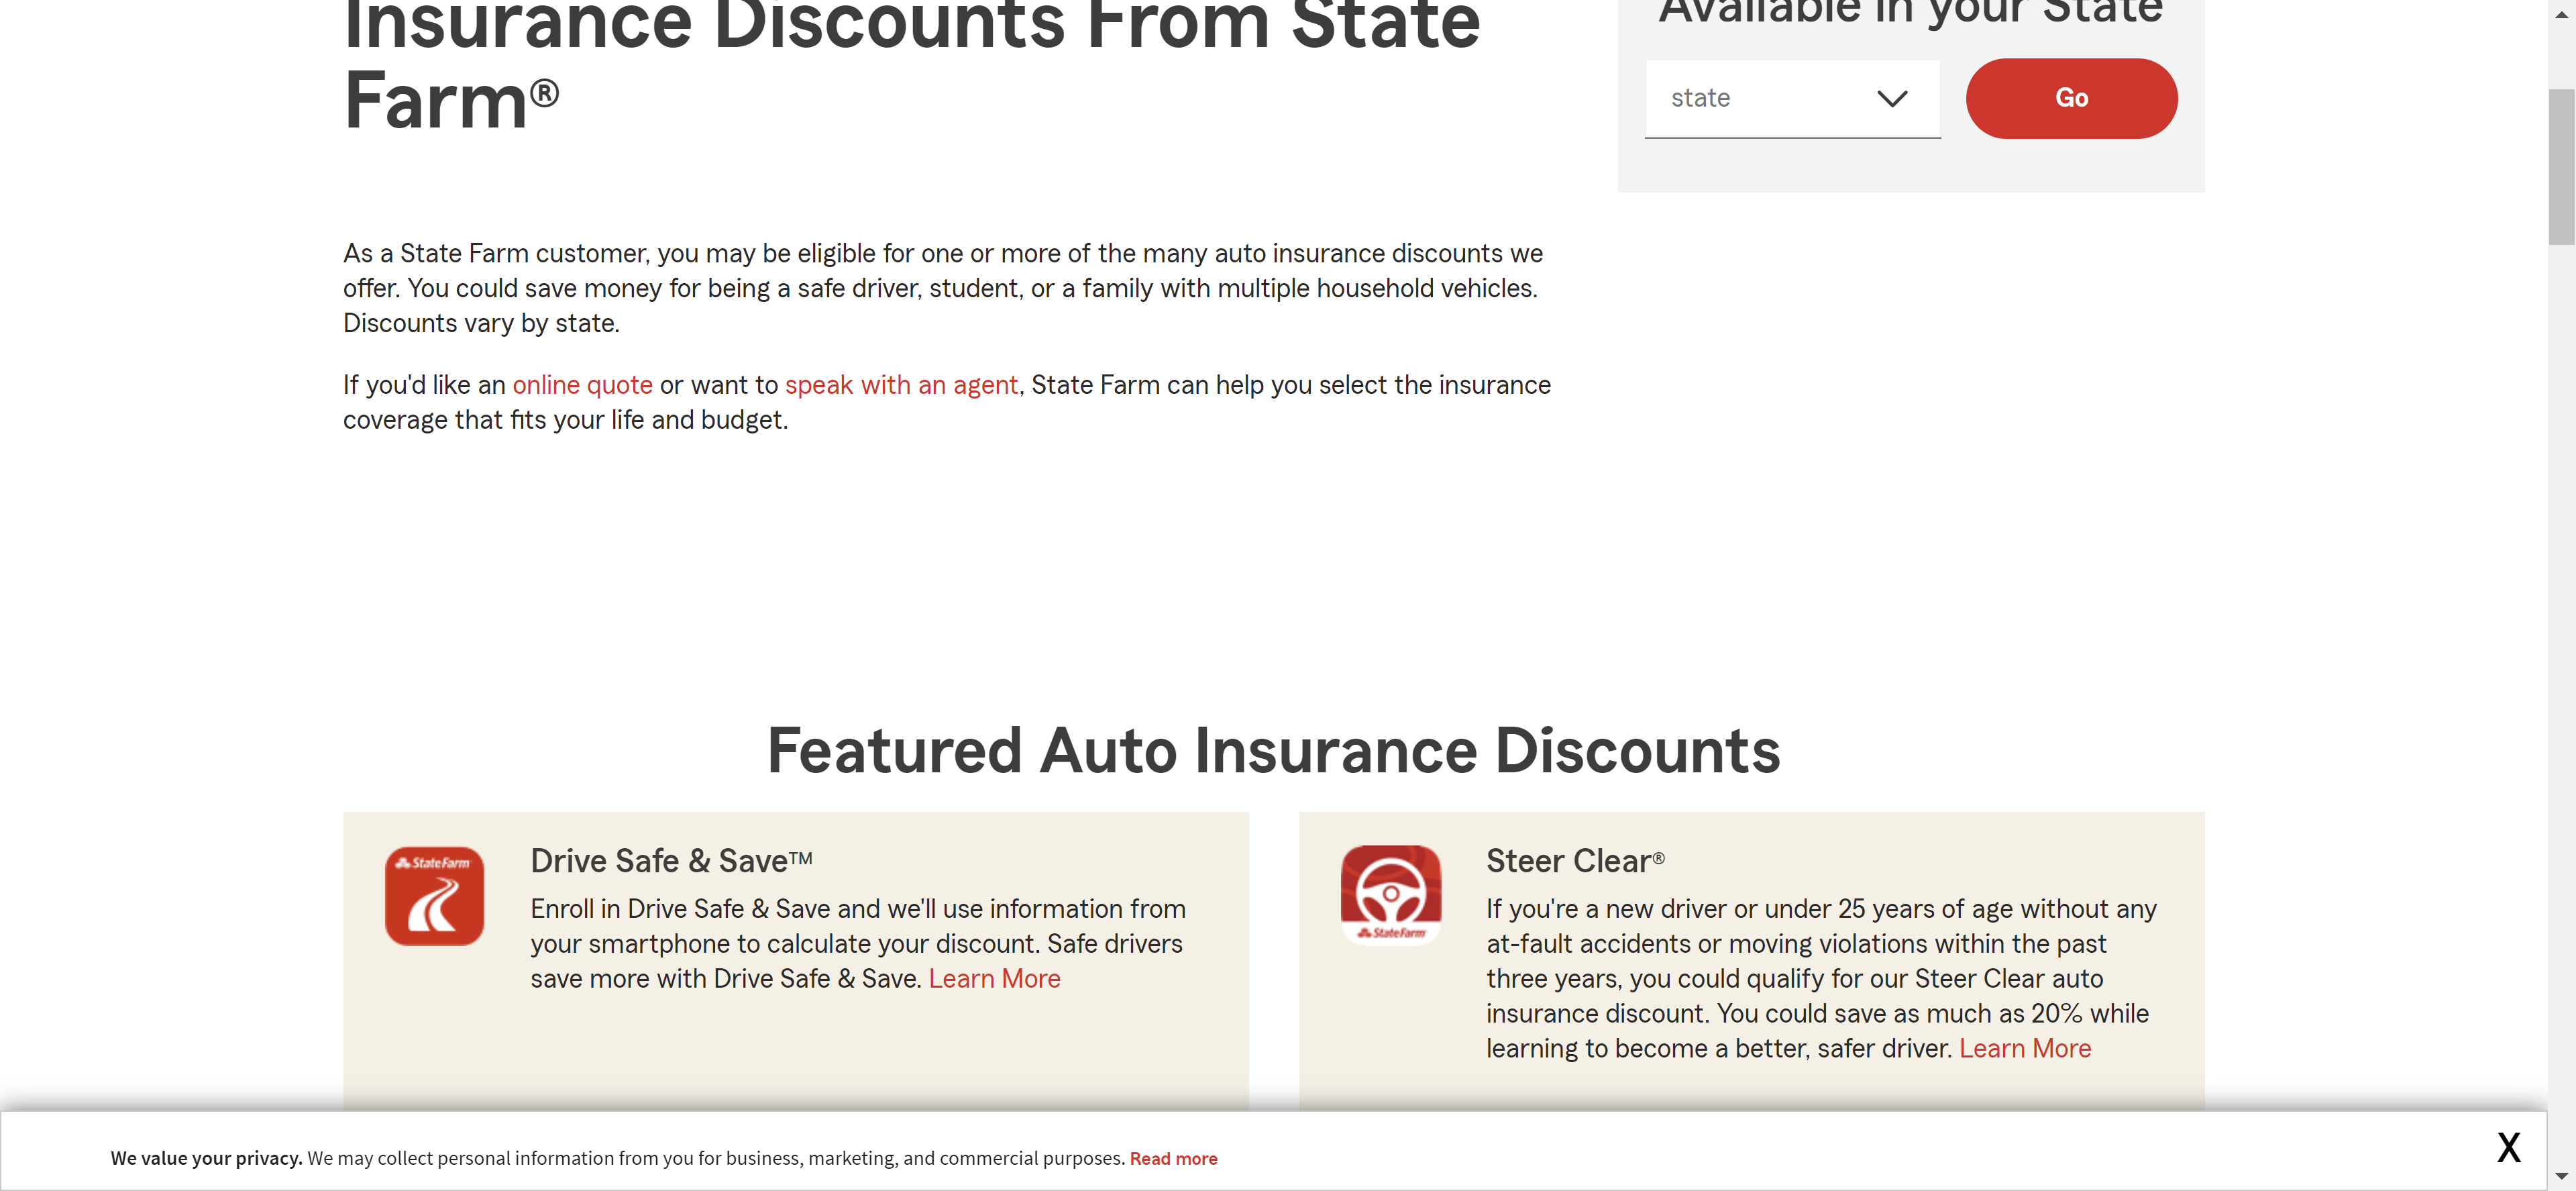 Insurance Discounts From State
Farm®
Available in your State
state
Go
As a State Farm customer, you may be eligible for one or more of the many auto insurance discounts we
offer. You could save money for being a safe driver, student, or a family with multiple household vehicles.
Discounts vary by state.
If you'd like an online quote or want to speak with an agent, State Farm can help you select the insurance
coverage that fits your life and budget.
Featured Auto Insurance Discounts
StateFarm
Drive Safe & Save™
Enroll in Drive Safe & Save and we'll use information from
your smartphone to calculate your discount. Safe drivers
save more with Drive Safe & Save. Learn More
StateFarm
Steer Clear®
If you're a new driver or under 25 years of age without any
at-fault accidents or moving violations within the past
three years, you could qualify for our Steer Clear auto
insurance discount. You could save as much as 20% while
learning to become a better, safer driver. Learn More
We value your privacy. We may collect personal information from you for business, marketing, and commercial purposes. Read more
X